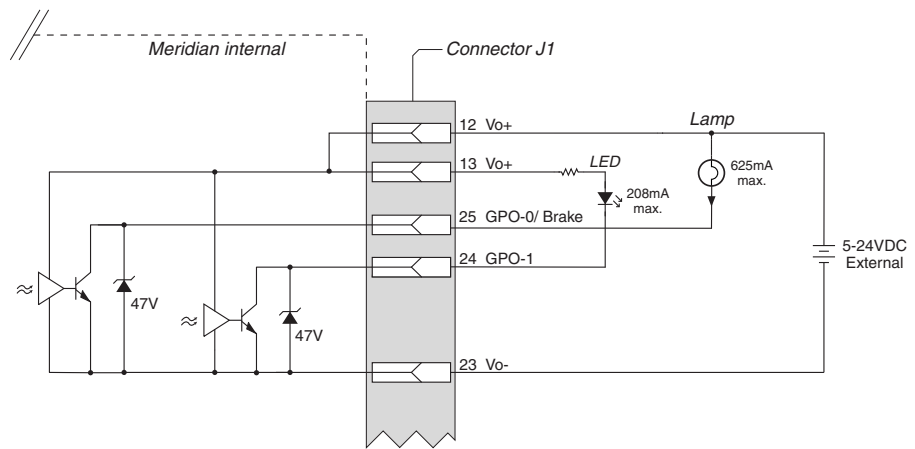 Meridian internal
Connector J1
12 Vo+
Lamp
13 Vo+
LED
625mA
max.
208mA
max.
25 GPO-0/ Brake
5-24VDC
External
24 GPO-1
47V
47V
23 Vo-